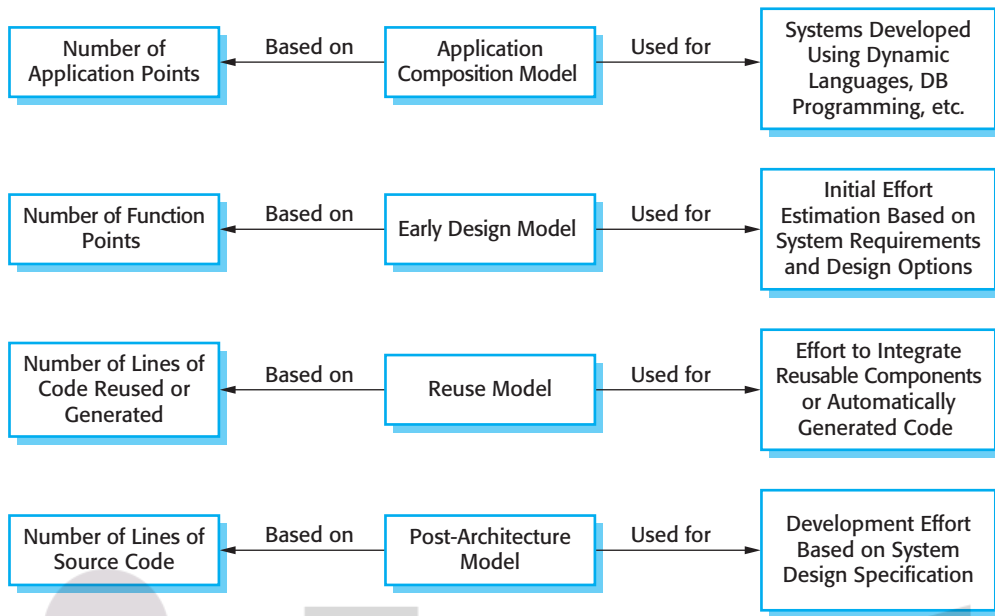 Number of
Application Points
Based on
Application
Composition Model
Used for
Systems Developed
Using Dynamic
Languages, DB
Programming, etc.
Number of Function
Points
Based on
Early Design Model
Used for
Initial Effort
Estimation Based on
System Requirements
and Design Options
Number of Lines of
Code Reused or
Generated
Based on
Reuse Model
Used for
Effort to Integrate
Reusable Components
or Automatically
Generated Code
Number of Lines of
Source Code
Based on
Post-Architecture
Model
Used for
Development Effort
Based on System
Design Specification